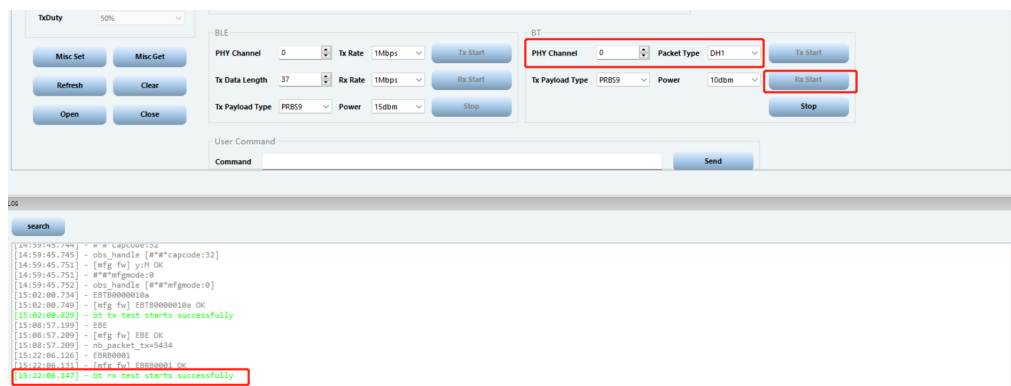 TxDuty 50%
BLE BT
Misc Set Misc Get PHY Channel 0 Tx Rate 1Mbps Tx Start PHY Channel 0 Packet Type DH1 Tx Start
Refresh Clear Tx Data Length 37 Rx Rate 1Mbps Rx Start Tx Payload Type PRBS9 Power 10dbm Rx Start
Open Close Tx Payload Type PRBS9 Power 15dbm Stop Stop
User Command
Command Send
LOG
search
[14:59:45.744] - #*#*capcode:32
[14:59:45.745] - obs_handle [#*#*capcode:32]
[14:59:45.751] - [mfg fw] y:M OK
[14:59:45.751] - #*#*mfgmode:0
[14:59:45.752] - obs_handle [#*#*mfgmode:0]
[15:02:00.734] - EBTB0000010a
[15:02:00.749] - [mfg fw] EBTB0000010a OK
[15:02:00.829] - bt tx test starts successfully
[15:08:57.199] - EBE
[15:08:57.209] - [mfg fw] EBE OK
[15:08:57.209] - nb_packet_tx=5434
[15:22:06.126] - EBRB0001
[15:22:06.131] - [mfg fw] EBRB0001 OK
[15:22:06.147] - bt rx test starts successfully